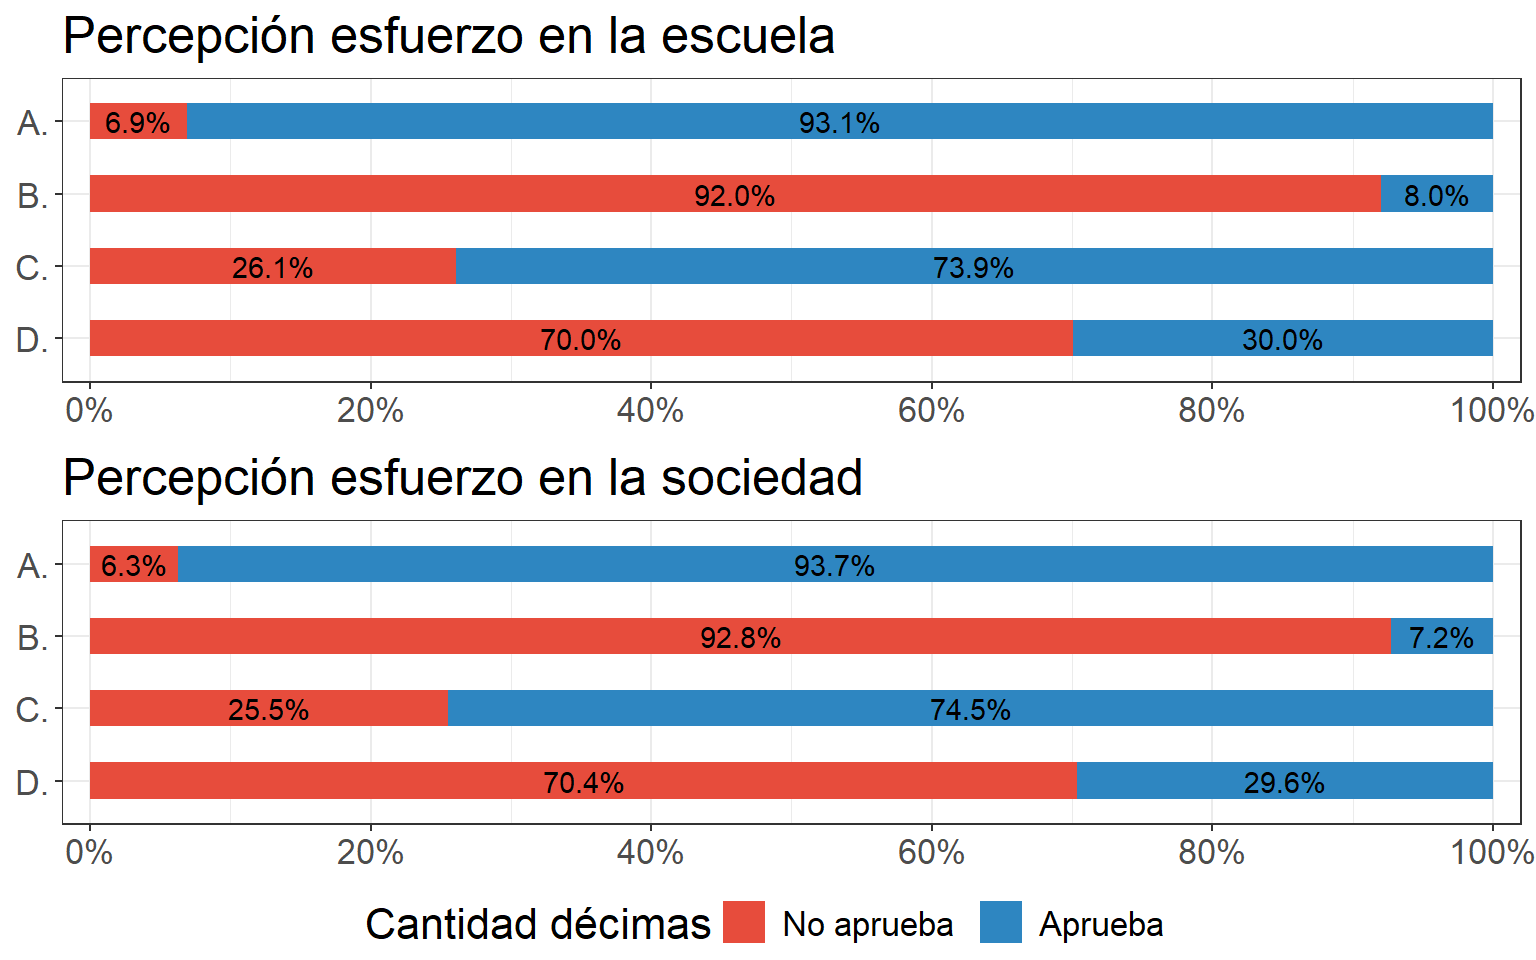 Percepción esfuerzo en la escuela
A. 6.9% 93.1%
B. 92.0% 8.0%
C. 26.1% 73.9%
D. 70.0% 30.0%
0% 20% 40% 60% 80% 100%
Percepción esfuerzo en la sociedad
A. 6.3% 93.7%
B. 92.8% 7.2%
C. 25.5% 74.5%
D. 70.4% 29.6%
0% 20% 40% 60% 80% 100%
Cantidad décimas No aprueba Aprueba